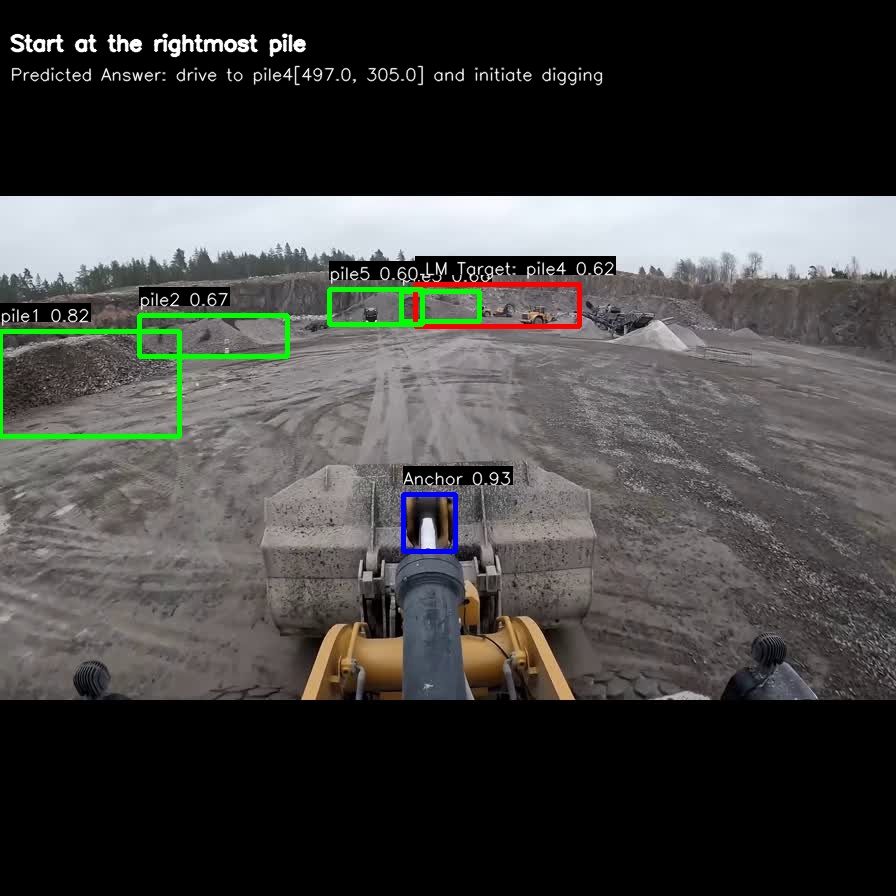 Start at the rightmost pile
Predicted Answer: drive to pile4[497.0, 305.0] and initiate digging
pile5 0.60
LM Target: pile4 0.62
pile2 0.67
pile1 0.82
Anchor 0.93